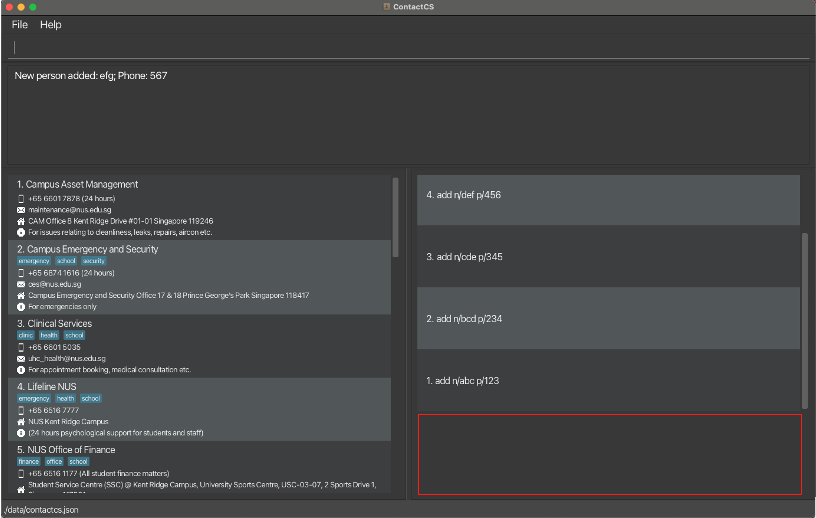 ContactCS
File Help
New person added: efg; Phone: 567
1. Campus Asset Management
+65 6601 7878 (24 hours)
maintenance@nus.edu.sg
CAM Office 8 Kent Ridge Drive #01-01 Singapore 119246
For issues relating to cleanliness, leaks, repairs, aircon etc.
2. Campus Emergency and Security
emergency school security
+65 6874 1616 (24 hours)
ces@nus.edu.sg
Campus Emergency and Security Office 17 & 18 Prince George's Park Singapore 118417
For emergencies only
3. Clinical Services
clinic health school
+65 6601 5035
uhc_health@nus.edu.sg
For appointment booking, medical consultation etc.
4. Lifeline NUS
emergency health school
+65 6516 7777
NUS Kent Ridge Campus
(24 hours psychological support for students and staff)
5. NUS Office of Finance
finance office school
+65 6516 1177 (All student finance matters)
Student Service Centre (SSC) @ Kent Ridge Campus, University Sports Centre, USC-03-07, 2 Sports Drive 1,
4. add n/def p/456
3. add n/cde p/345
2. add n/bcd p/234
1. add n/abc p/123
./data/contactcs.json